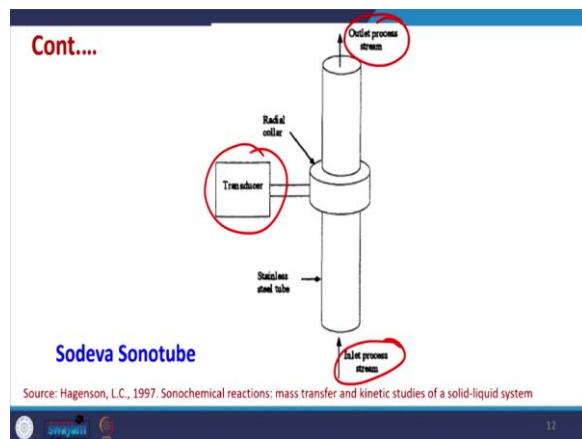 Cont....
Outlet process
stream
Radial
collar
Transducer
Stainless
steel tube
Inlet process
stream
Sodeva Sonotube
Source: Hagenson, L.C., 1997. Sonochemical reactions: mass transfer and kinetic studies of a solid-liquid system
swayam
12